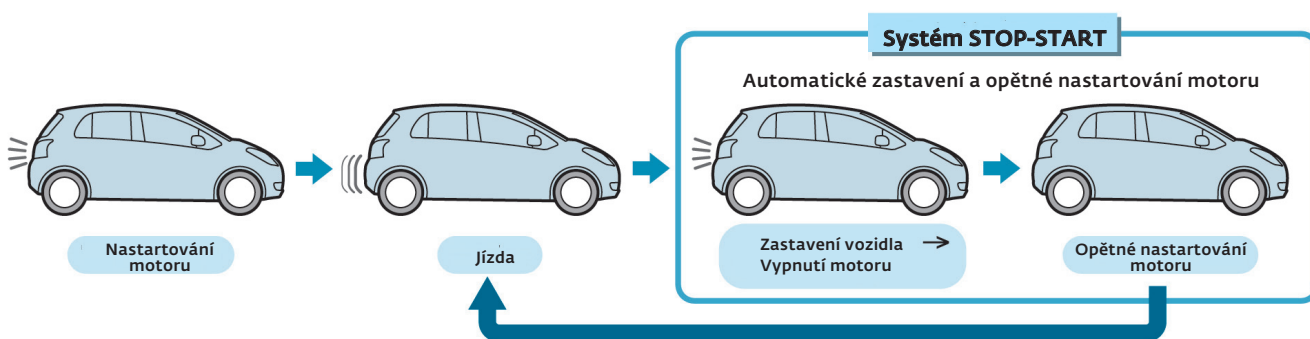 Systém STOP-START
Automatické zastavení a opětné nastartování motoru
Nastartování
motoru
Jízda
Zastavení vozidla →
Vypnutí motoru
Opětné nastartování
motoru